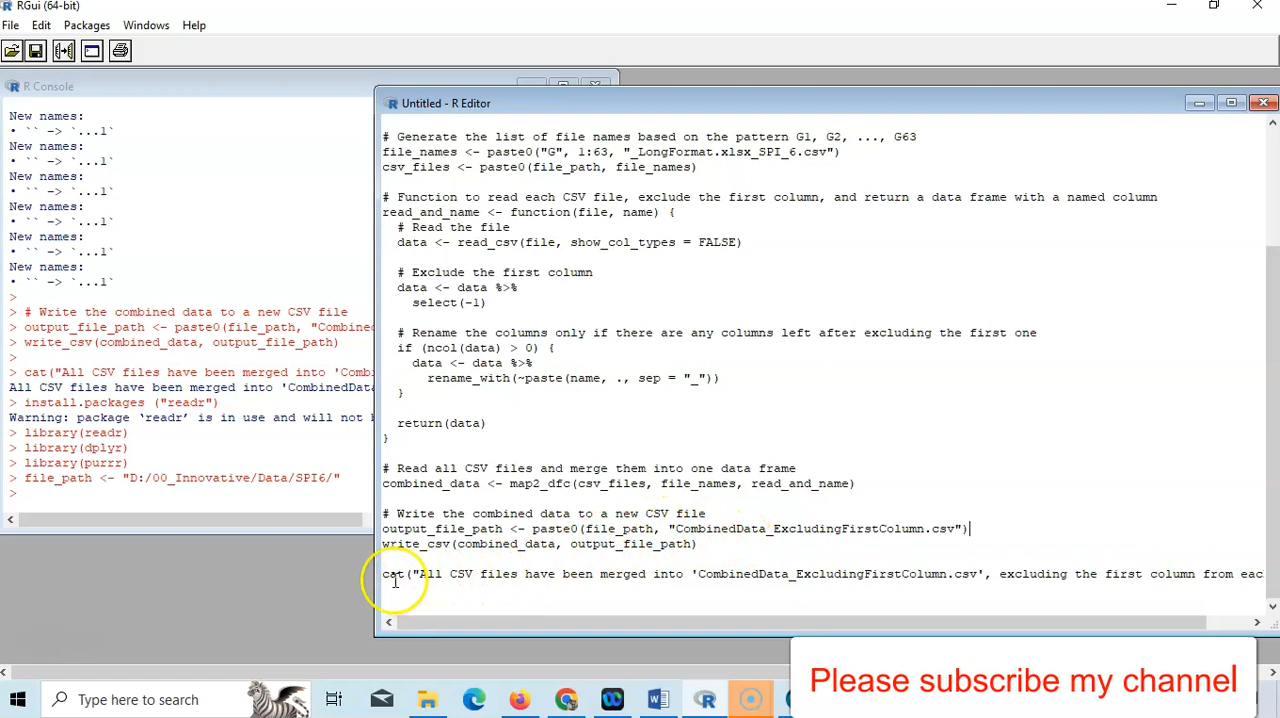 RGui (64-bit)
File Edit Packages Windows Help
R Console
New names:
• `` -> `...1`
New names:
• `` -> `...1`
New names:
• `` -> `...1`
New names:
• `` -> `...1`
New names:
• `` -> `...1`
New names:
• `` -> `...1`
>
> # Write the combined data to a new CSV file
> output_file_path <- paste0(file_path, "Combined
> write_csv(combined_data, output_file_path)
>
> cat("All CSV files have been merged into 'Combined
All CSV files have been merged into 'CombinedData
> install.packages ("readr")
Warning: package ‘readr’ is in use and will not
> library(readr)
> library(dplyr)
> library(purrr)
> file_path <- "D:/00_Innovative/Data/SPI6/"
>
Untitled - R Editor
# Generate the list of file names based on the pattern G1, G2, ..., G63
file_names <- paste0("G", 1:63, "_LongFormat.xlsx_SPI_6.csv")
csv_files <- paste0(file_path, file_names)
# Function to read each CSV file, exclude the first column, and return a data frame with a named column
read_and_name <- function(file, name) {
# Read the file
data <- read_csv(file, show_col_types = FALSE)
# Exclude the first column
data <- data %>%
select(-1)
# Rename the columns only if there are any columns left after excluding the first one
if (ncol(data) > 0) {
data <- data %>%
rename_with(~paste(name, ., sep = "_"))
}
return(data)
}
# Read all CSV files and merge them into one data frame
combined_data <- map2_dfc(csv_files, file_names, read_and_name)
# Write the combined data to a new CSV file
output_file_path <- paste0(file_path, "CombinedData_ExcludingFirstColumn.csv")
write_csv(combined_data, output_file_path)
cat("All CSV files have been merged into 'CombinedData_ExcludingFirstColumn.csv', excluding the first column from eac
Type here to search
Please subscribe my channel